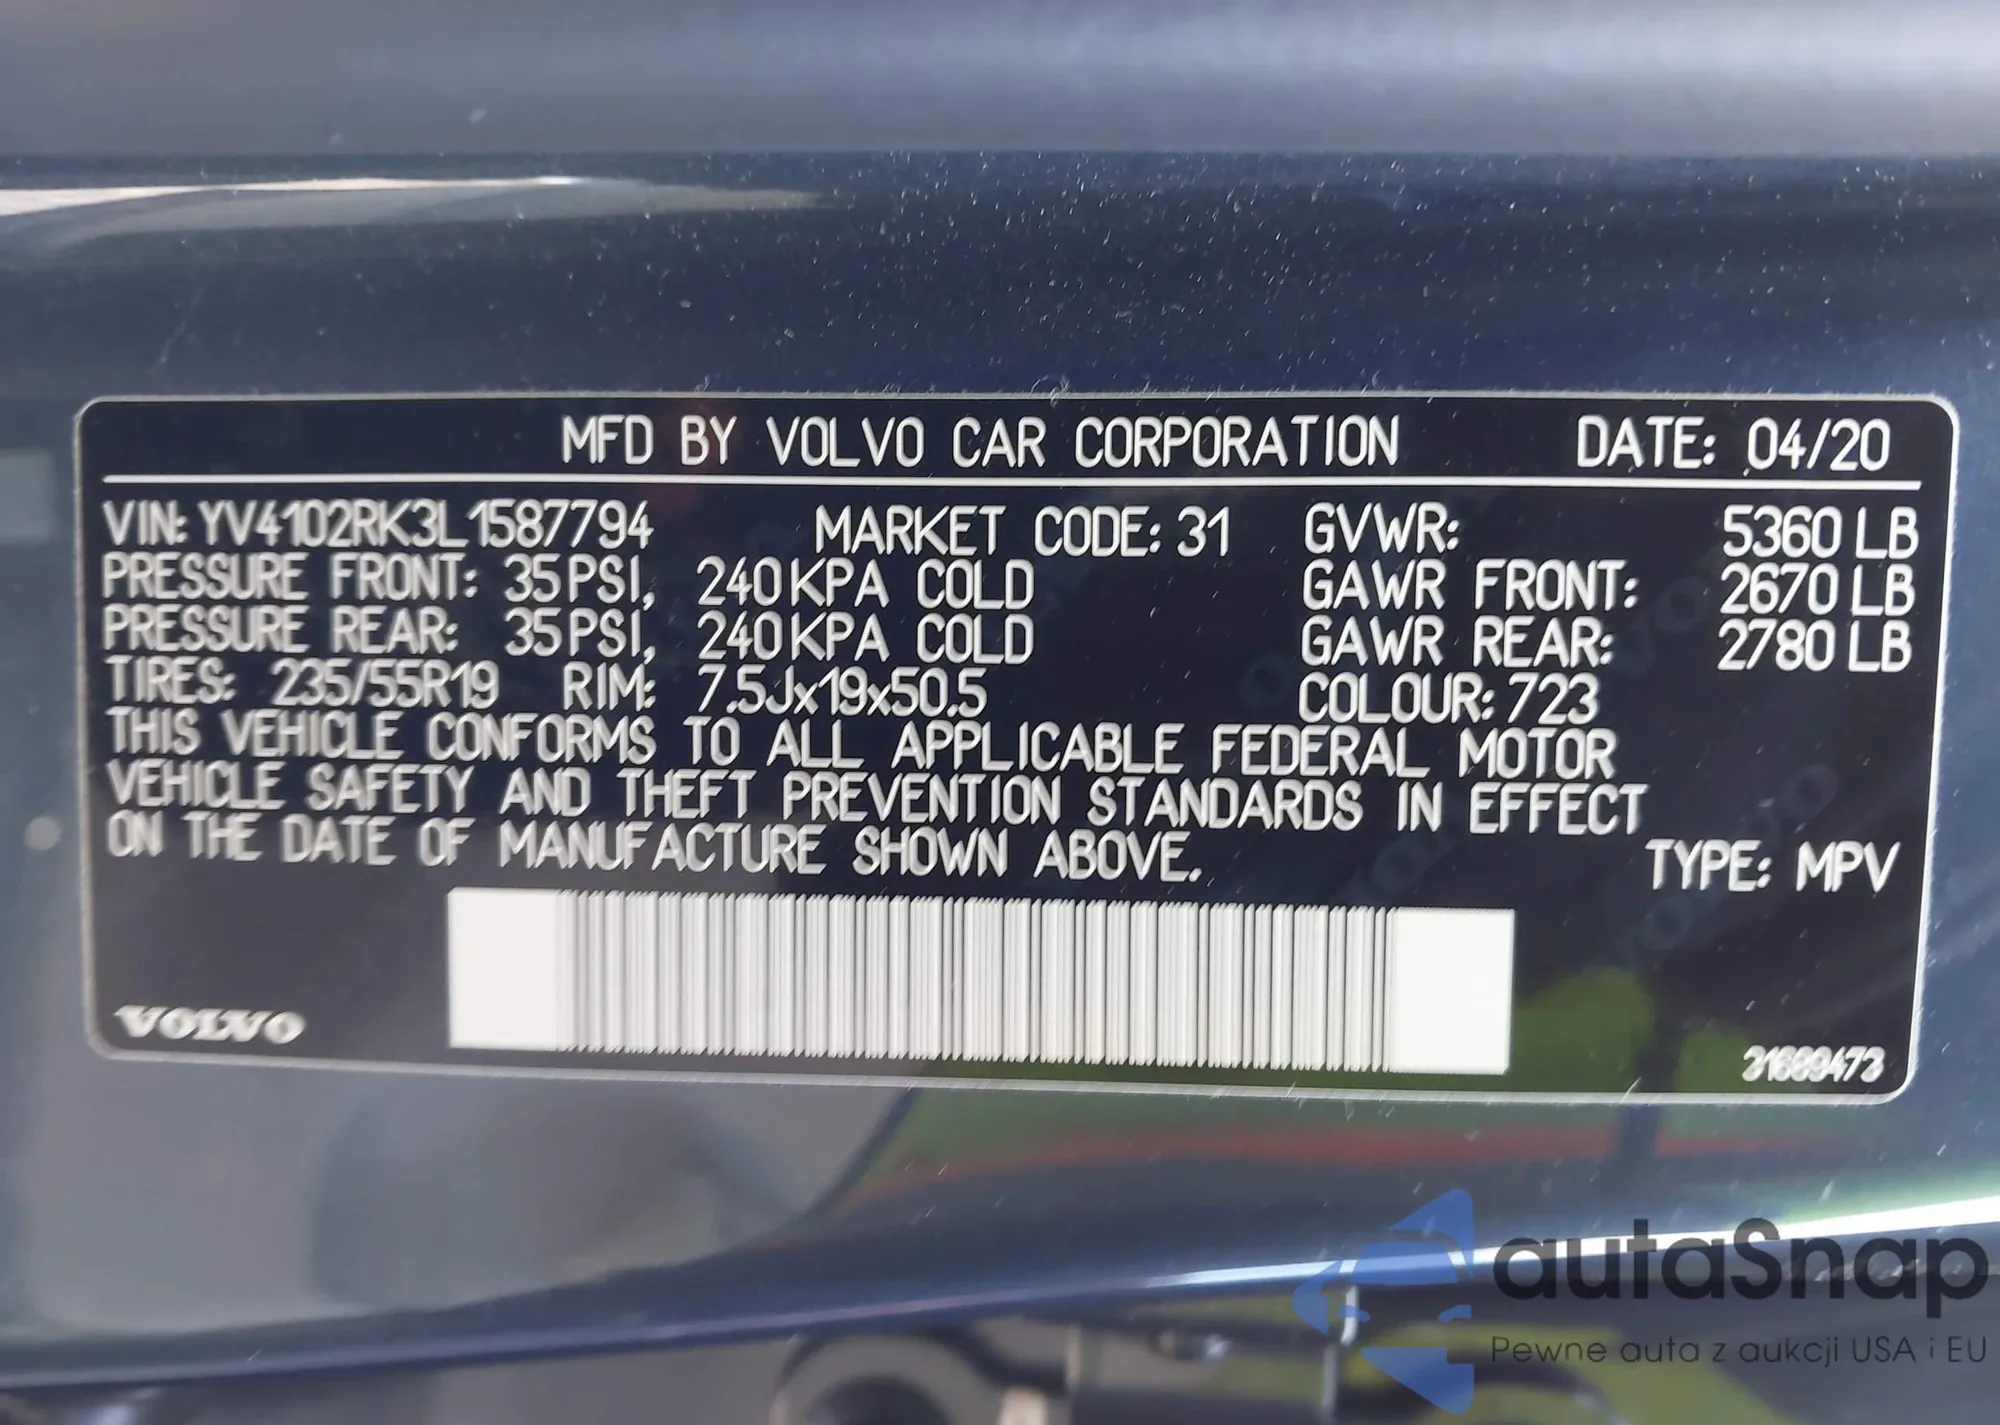 MFD BY VOLVO CAR CORPORATION DATE: 04/20
VIN: YV4102RK3L1587794 MARKET CODE: 31 GVWR: 5360 LB
PRESSURE FRONT: 35 PSI, 240 KPA COLD GAWR FRONT: 2670 LB
PRESSURE REAR: 35 PSI, 240 KPA COLD GAWR REAR: 2780 LB
TIRES: 235/55R19 RIM: 7.5Jx19x50.5 COLOUR: 723
THIS VEHICLE CONFORMS TO ALL APPLICABLE FEDERAL MOTOR
VEHICLE SAFETY AND THEFT PREVENTION STANDARDS IN EFFECT
ON THE DATE OF MANUFACTURE SHOWN ABOVE.
TYPE: MPV
VOLVO
31689473
autaSnap
Pewne auta z aukcji USA i EU